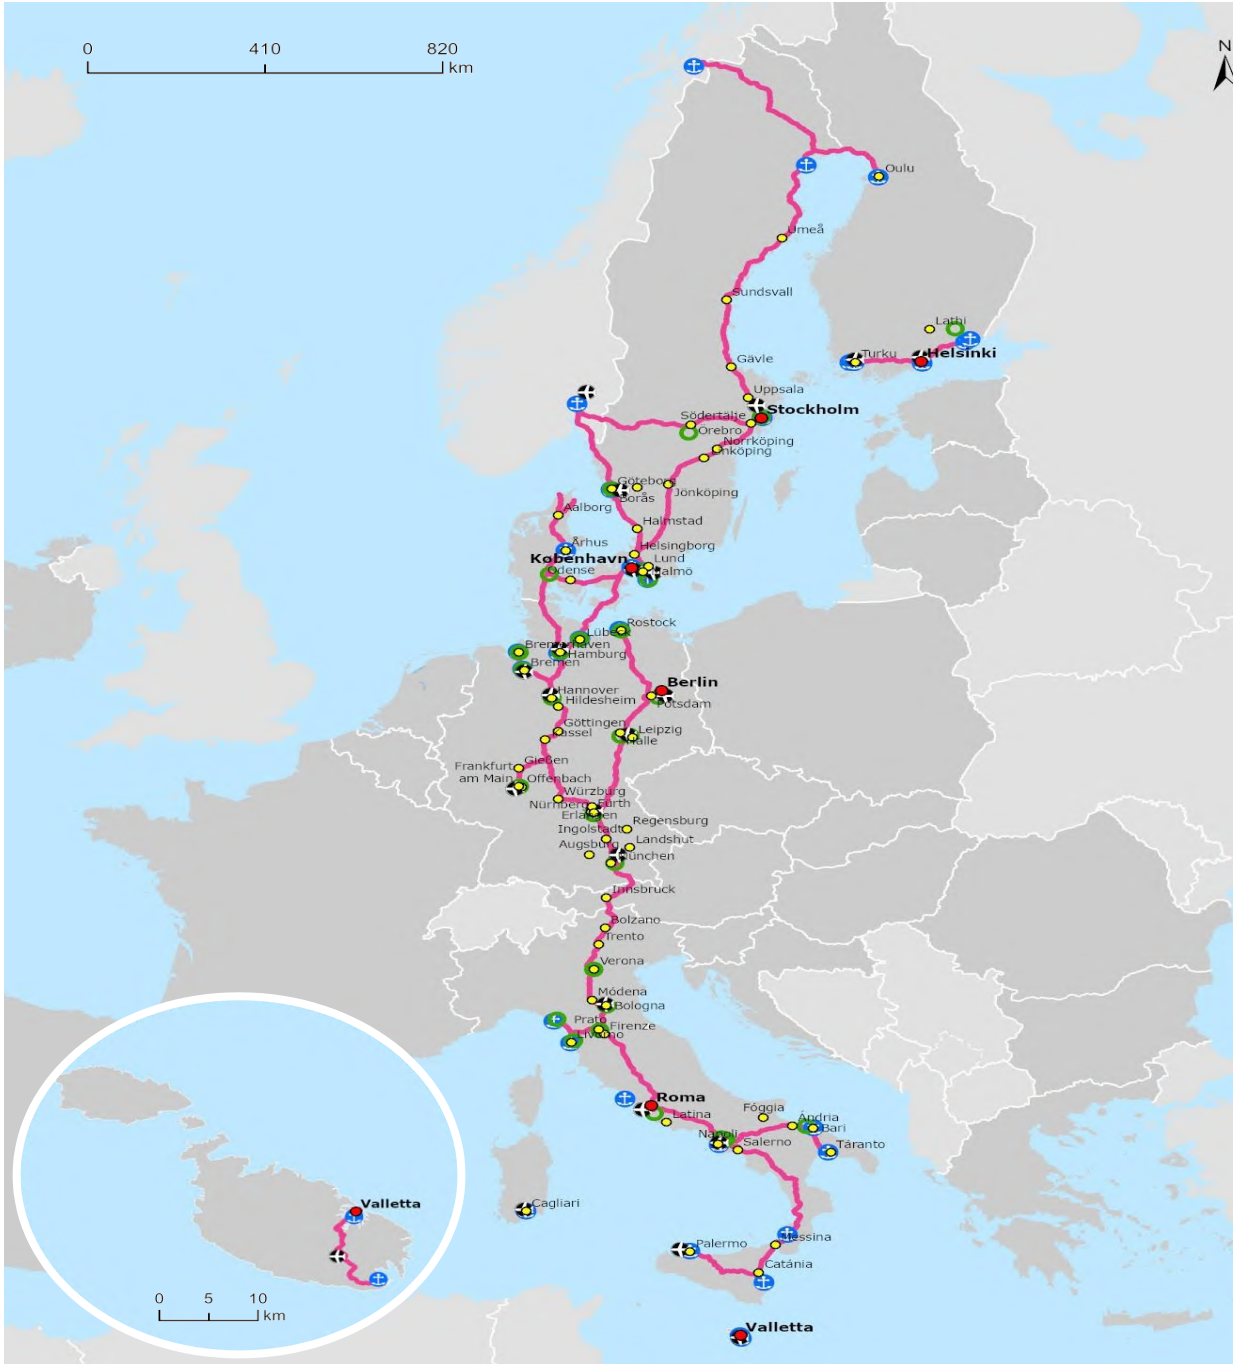 0 410 820
km
N
Oulu
Umeå
Sundsvall
Lathi
Turku
Helsinki
Gävle
Uppsala
Stockholm
Södertälje
Örebro
Norrköping
inköping
Göteborg
Borås
Jönköping
Aalborg
Halmstad
Århus
Helsingborg
København
Lund
Malmö
Odense
Rostock
Lübeck
Bremerhaven
Hamburg
Bremen
Berlin
Hannover
Hildesheim
Potsdam
Göttingen
assel
Leipzig
Halle
Gießen
Frankfurt
am Main
Offenbach
Würzburg
Nürnberg
Fürth
Erlangen
Regensburg
Ingolstadt
Landshut
Augsburg
München
Innsbruck
Bolzano
Trento
Verona
Módena
Bologna
Prato
Firenze
Livorno
Roma
Latina
Fóggia
Ándria
Bari
Napoli
Salerno
Táranto
Cagliari
Palermo
Messina
Catánia
Valletta
Valletta
0 5 10
km